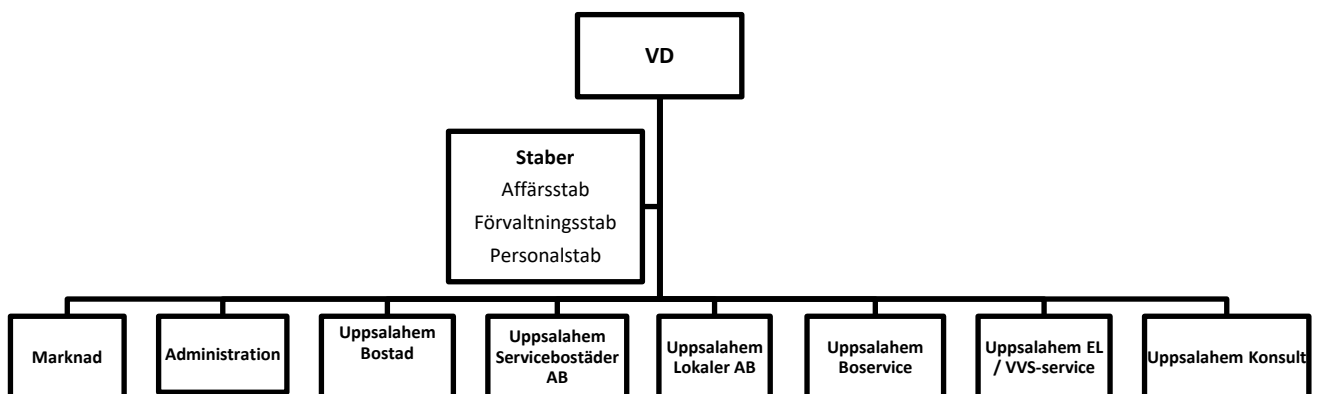 VD
Staber
Affärsstab
Förvaltningsstab
Personalstab
Marknad
Administration
Uppsalahem
Bostad
Uppsalahem
Servicebostäder
AB
Uppsalahem
Lokaler AB
Uppsalahem
Boservice
Uppsalahem EL
/ VVS-service
Uppsalahem Konsult